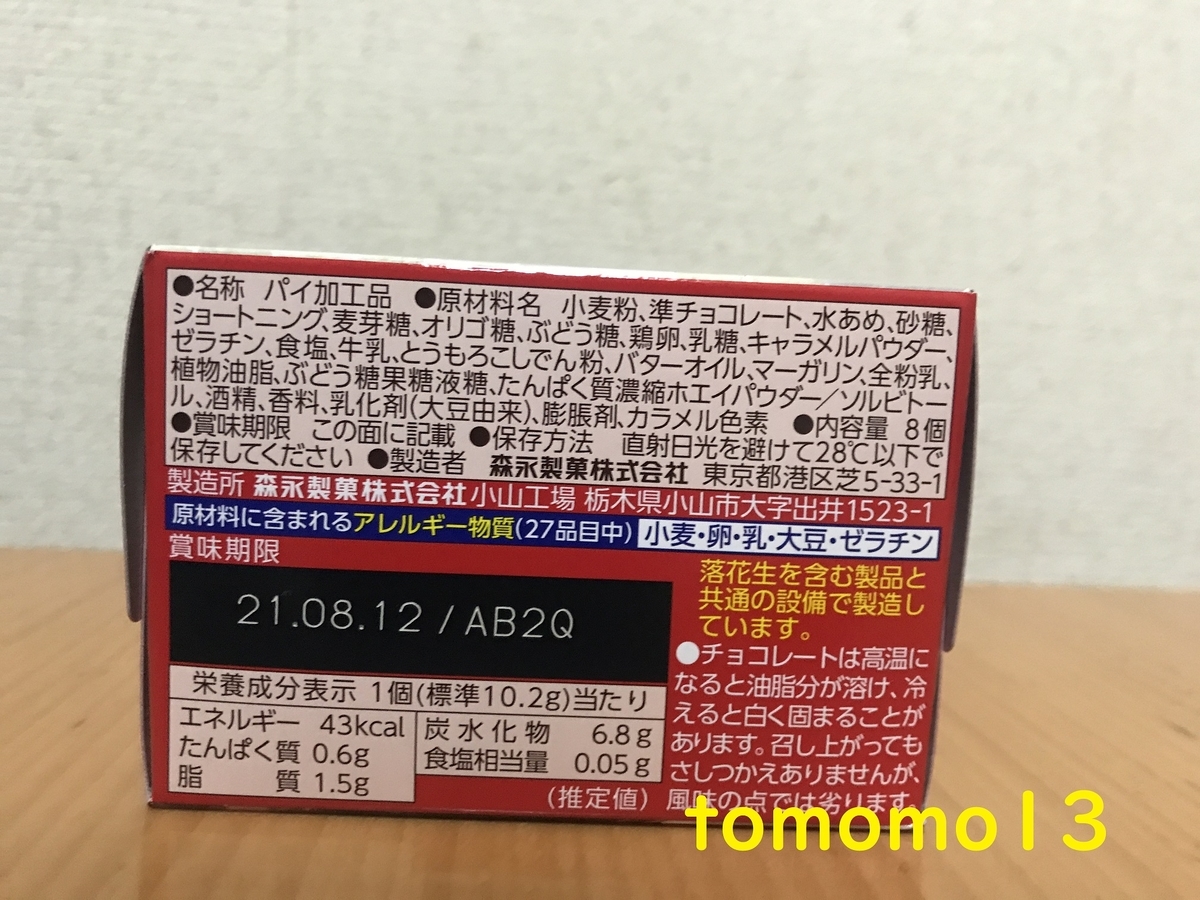 ●名称 パイ加工品 ●原材料名 小麦粉、準チョコレート、水あめ、砂糖、
ショートニング、麦芽糖、オリゴ糖、ぶどう糖、鶏卵、乳糖、キャラメルパウダー、
ゼラチン、食塩、牛乳、とうもろこしでん粉、バターオイル、マーガリン、全粉乳、
植物油脂、ぶどう糖果糖液糖、たんぱく質濃縮ホエイパウダー／ソルビトー
ル、酒精、香料、乳化剤(大豆由来)、膨脹剤、カラメル色素 ●内容量 8個
●賞味期限 この面に記載 ●保存方法 直射日光を避けて28℃以下で
保存してください ●製造者 森永製菓株式会社 東京都港区芝5-33-1
製造所 森永製菓株式会社小山工場 栃木県小山市大字出井1523-1
原材料に含まれるアレルギー物質(27品目中) 小麦・卵・乳・大豆・ゼラチン
賞味期限
21.08.12/AB2Q
栄養成分表示 1個(標準10.2g)当たり
エネルギー 43kcal
たんぱく質 0.6g
脂質 1.5g
炭水化物 6.8g
食塩相当量 0.05g
(推定値)
落花生を含む製品と
共通の設備で製造し
ています。
●チョコレートは高温に
なると油脂分が溶け、冷
えると白く固まることが
あります。召し上がっても
さしつかえありませんが、
風味の点では劣ります。
tomomo13